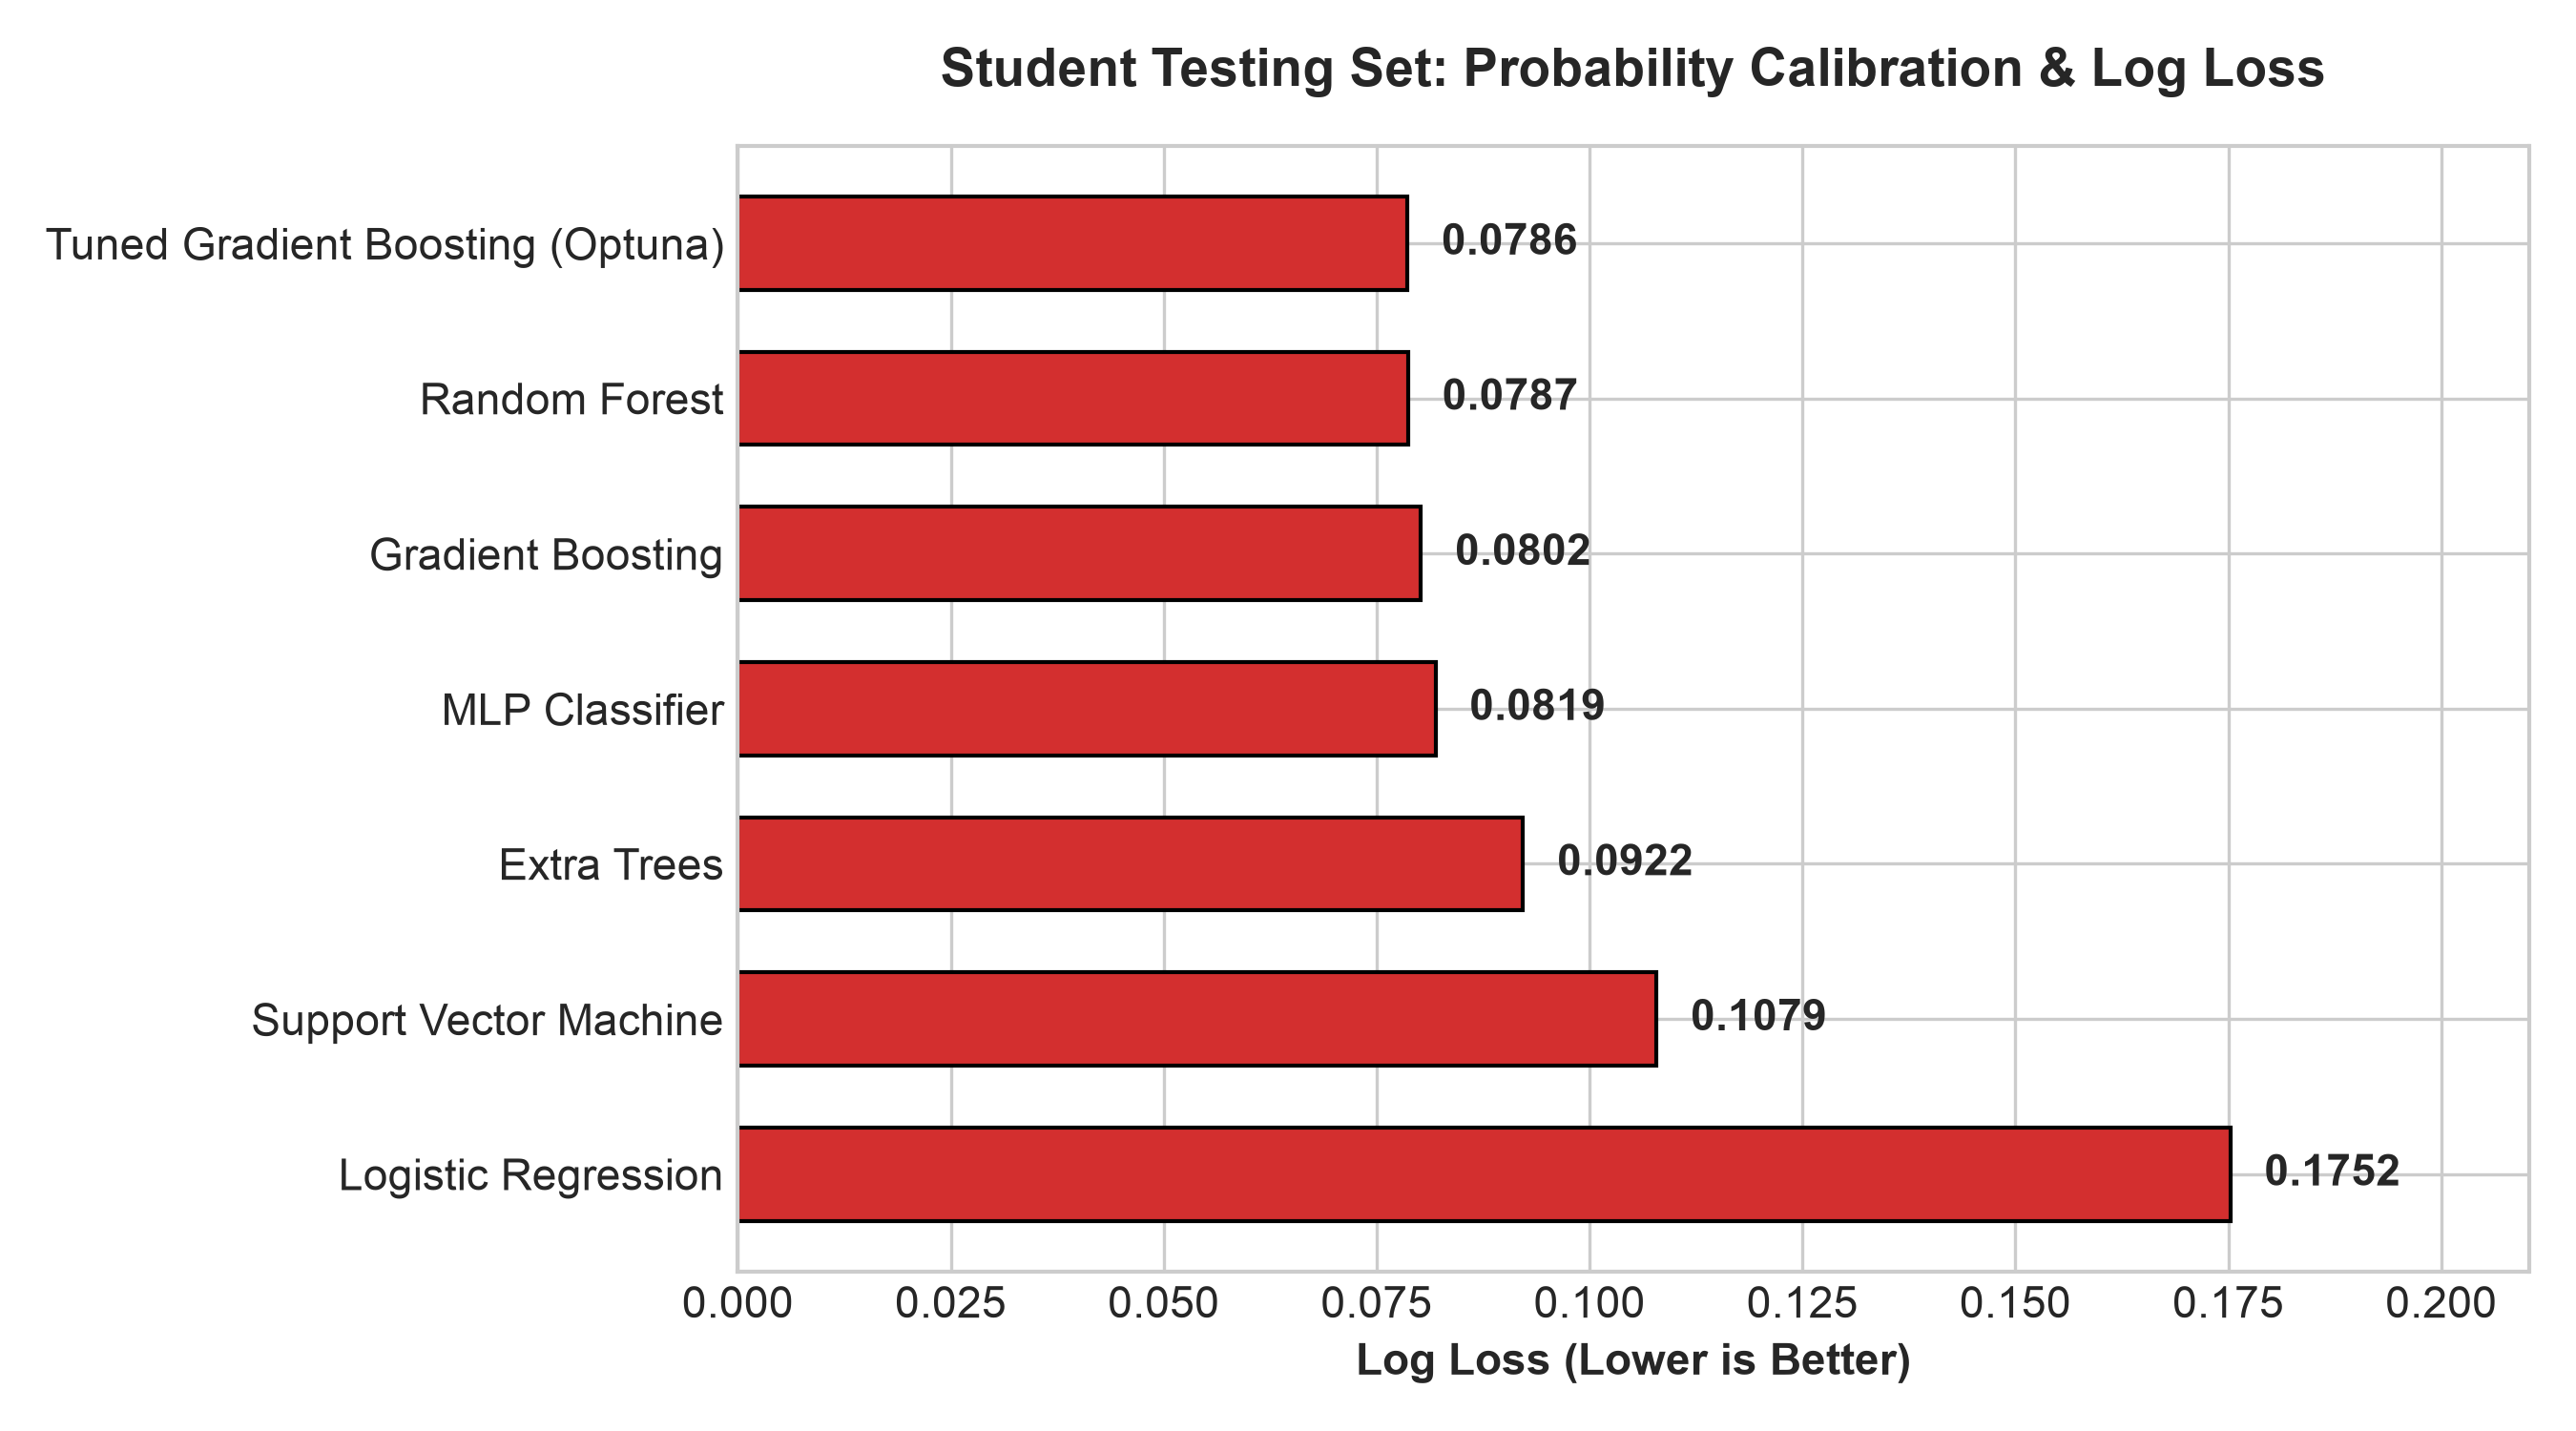 Student Testing Set: Probability Calibration & Log Loss
Tuned Gradient Boosting (Optuna) 0.0786
Random Forest 0.0787
Gradient Boosting 0.0802
MLP Classifier 0.0819
Extra Trees 0.0922
Support Vector Machine 0.1079
Logistic Regression 0.1752
0.000 0.025 0.050 0.075 0.100 0.125 0.150 0.175 0.200
Log Loss (Lower is Better)